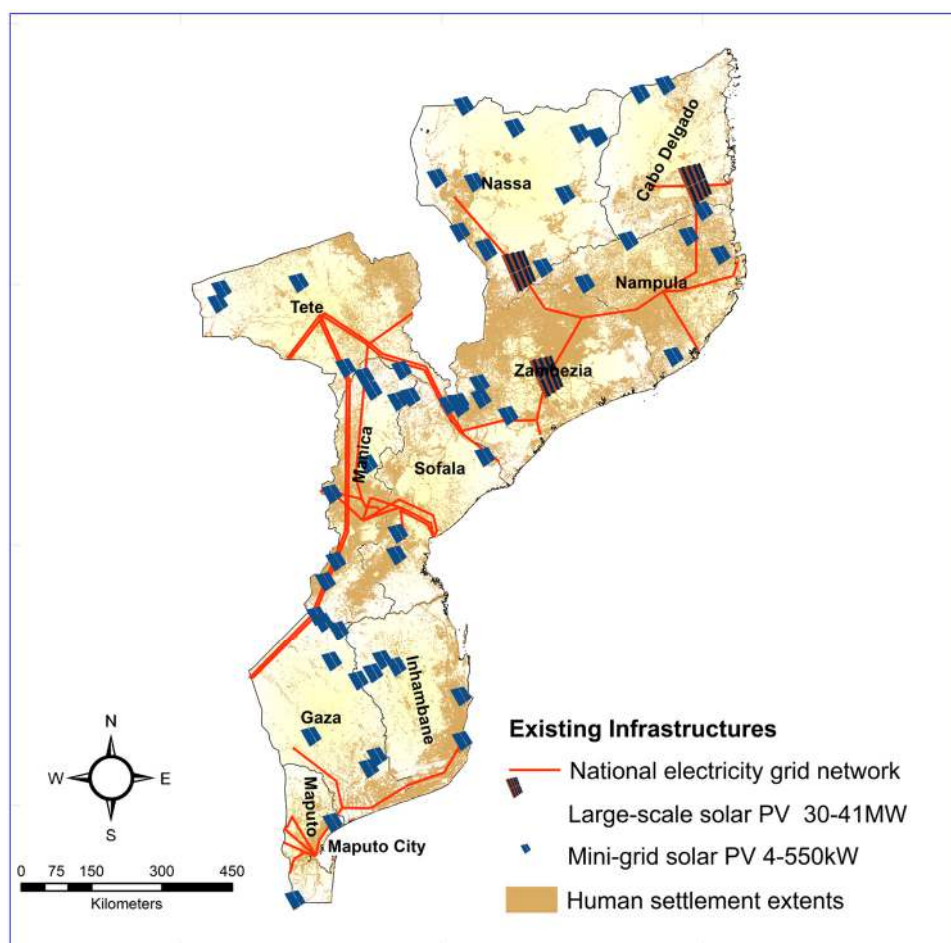 Cabo Delgado
Nassa
Nampula
Tete
Zambezia
Manica
Sofala
Inhambane
Gaza
Maputo
Maputo City
N
W
E
S
0 75 150 300 450
Kilometers
Existing Infrastructures
National electricity grid network
Large-scale solar PV 30-41MW
Mini-grid solar PV 4-550kW
Human settlement extents